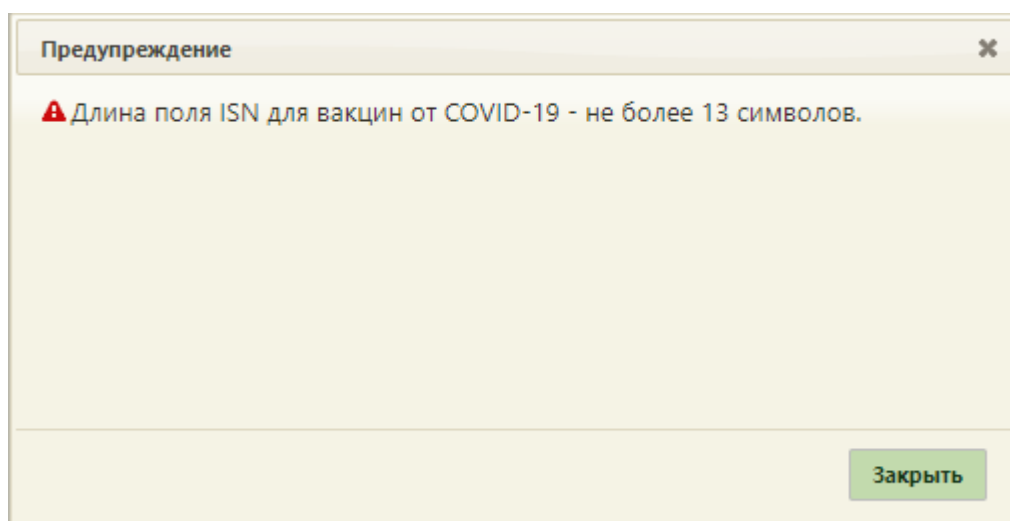 Предупреждение
Длина поля ISN для вакцин от COVID-19 - не более 13 символов.
Закрыть